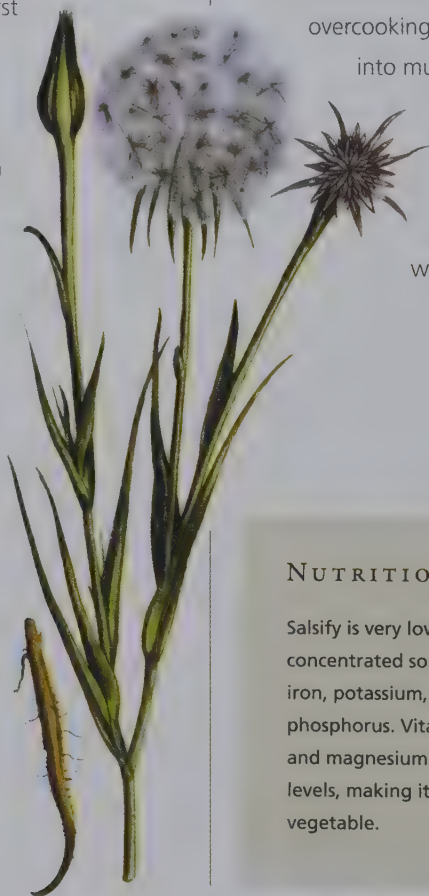 overcooking
into mu
w
NUTRITIO
Salsify is very lov
concentrated so
iron, potassium,
phosphorus. Vita
and magnesium
levels, making it
vegetable.